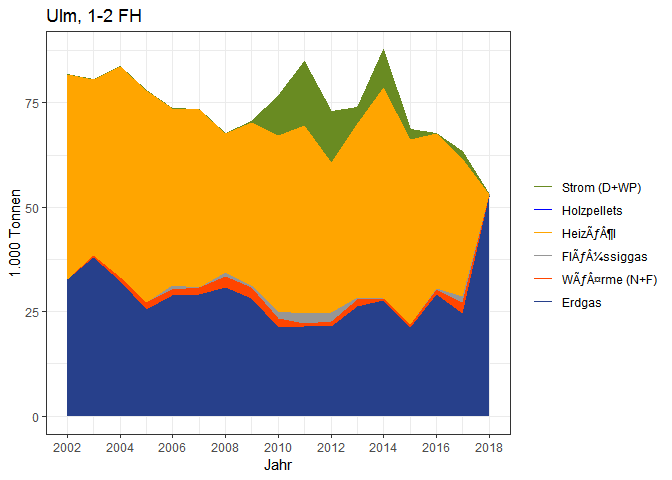 Ulm, 1-2 FH
1.000 Tonnen
75
50
25
0
2002
2004
2006
2008
2010
2012
2014
2016
2018
Jahr
Strom (D+WP)
Holzpellets
HeizÃƒÂ¶l
FlÃƒÂ¼ssiggas
WÃƒÂ¤rme (N+F)
Erdgas